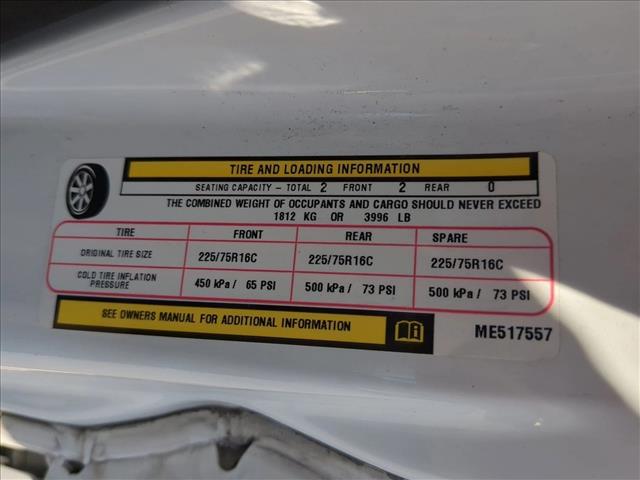 TIRE AND LOADING INFORMATION
SEATING CAPACITY - TOTAL 2 FRONT 2 REAR 0
THE COMBINED WEIGHT OF OCCUPANTS AND CARGO SHOULD NEVER EXCEED
1812 KG OR 3996 LB
TIRE FRONT REAR SPARE
ORIGINAL TIRE SIZE 225/75R16C 225/75R16C 225/75R16C
COLD TIRE INFLATION PRESSURE 450 kPa / 65 PSI 500 kPa / 73 PSI 500 kPa / 73 PSI
SEE OWNERS MANUAL FOR ADDITIONAL INFORMATION
ME517557